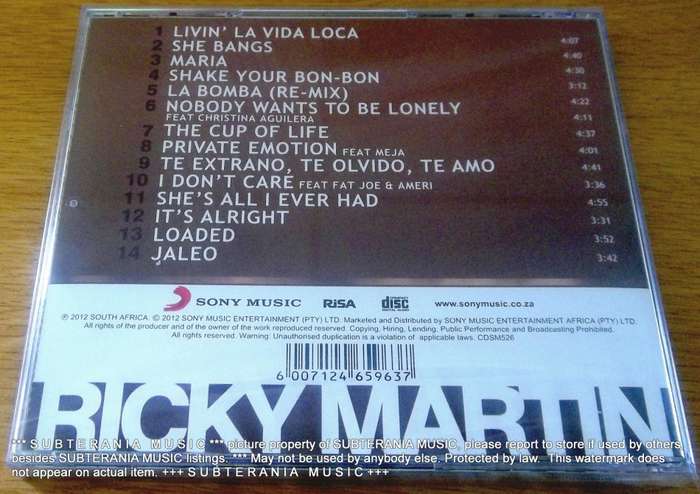 1 LIVIN' LA VIDA LOCA 4:07
2 SHE BANGS 4:40
3 MARIA 4:30
4 SHAKE YOUR BON-BON 3:12
5 LA BOMBA (RE-MIX) 4:22
6 NOBODY WANTS TO BE LONELY 4:11
FEAT CHRISTINA AGUILERA
7 THE CUP OF LIFE 4:37
8 PRIVATE EMOTION FEAT MEJA 4:01
9 TE EXTRANO, TE OLVIDO, TE AMO 4:41
10 I DON'T CARE FEAT FAT JOE & AMERI 3:36
11 SHE'S ALL I EVER HAD 4:55
12 IT'S ALRIGHT 3:31
13 LOADED 3:52
14 JALEO 3:42
SONY MUSIC RiSA disc www.sonymusic.co.za
℗ 2012 SOUTH AFRICA. © 2012 SONY MUSIC ENTERTAINMENT (PTY) LTD. Marketed and Distributed by SONY MUSIC ENTERTAINMENT AFRICA (PTY) LTD.
All rights of the producer and of the owner of the work reproduced reserved. Copying, Hiring, Lending, Public Performance and Broadcasting Prohibited.
All rights reserved. Warning: Unauthorised duplication is a violation of applicable laws. CDSM526
6 007124 659637
RICKY MARTIN
*** S U B T E R A N I A M U S I C *** picture property of SUBTERANIA MUSIC, please report to store if used by others
besides SUBTERANIA MUSIC listings. *** May not be used by anybody else. Protected by law. This watermark does
not appear on actual item. +++ S U B T E R A N I A M U S I C +++